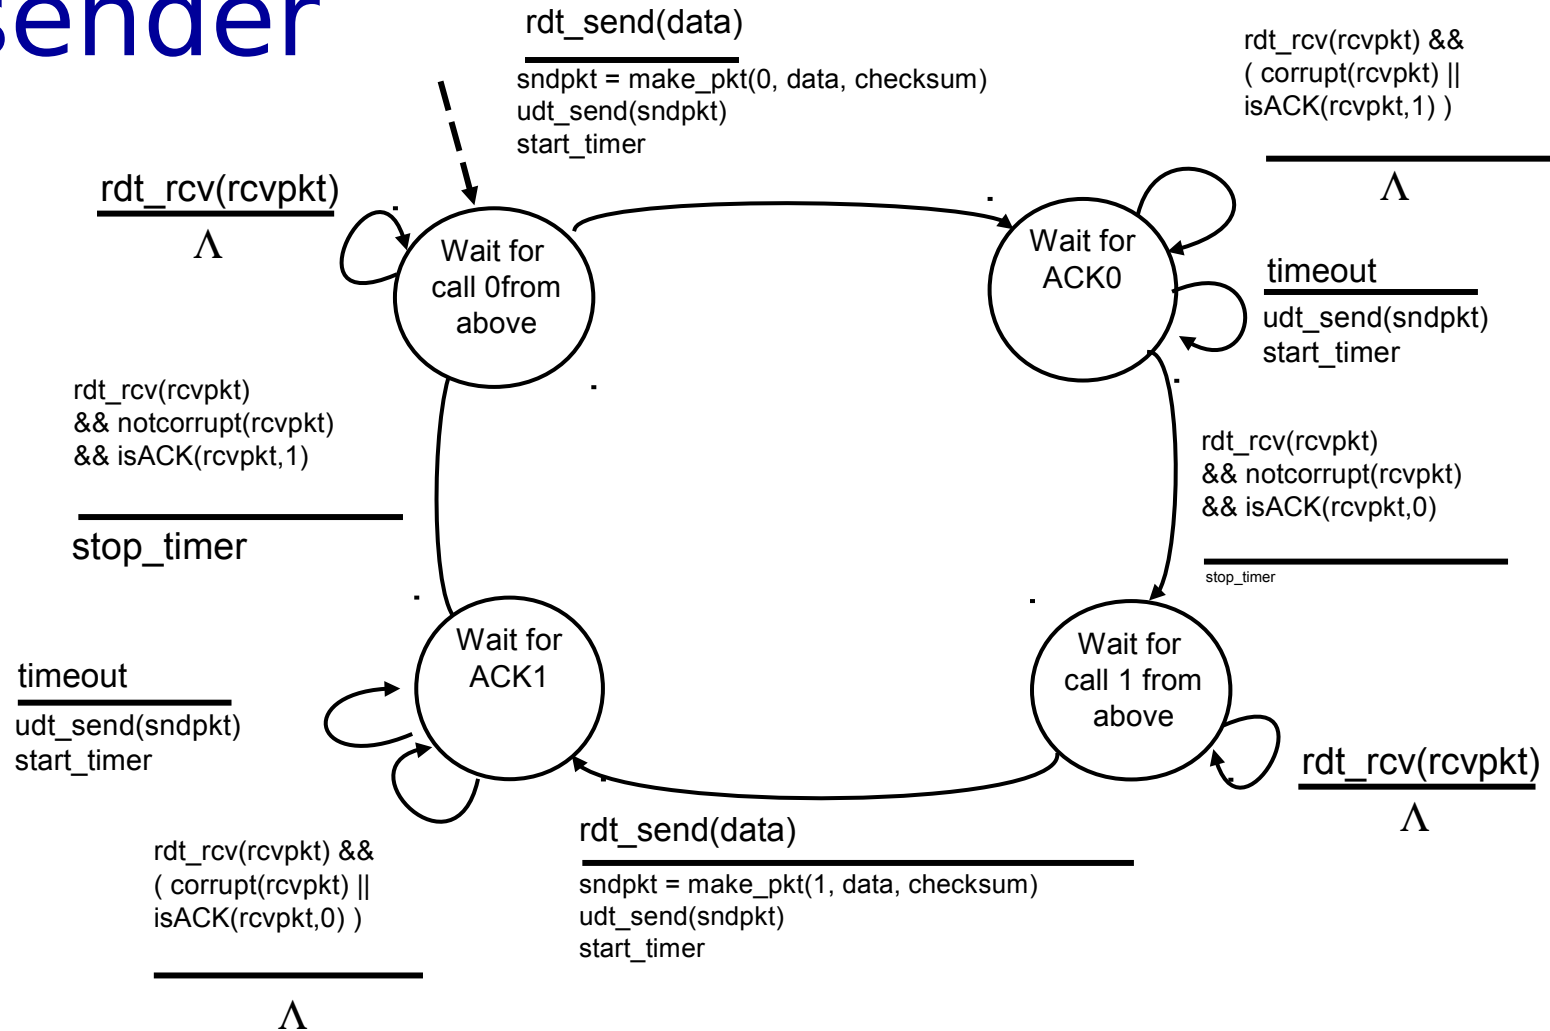 sender
rdt_send(data)
sndpkt = make_pkt(0, data, checksum)
udt_send(sndpkt)
start_timer
rdt_rcv(rcvpkt) &&
( corrupt(rcvpkt) ||
isACK(rcvpkt,1) )
Λ
rdt_rcv(rcvpkt)
Λ
Wait for
call 0from
above
Wait for
ACK0
timeout
udt_send(sndpkt)
start_timer
rdt_rcv(rcvpkt)
&& notcorrupt(rcvpkt)
&& isACK(rcvpkt,1)
stop_timer
rdt_rcv(rcvpkt)
&& notcorrupt(rcvpkt)
&& isACK(rcvpkt,0)
stop_timer
Wait for
ACK1
Wait for
call 1 from
above
timeout
udt_send(sndpkt)
start_timer
rdt_rcv(rcvpkt)
Λ
rdt_rcv(rcvpkt) &&
( corrupt(rcvpkt) ||
isACK(rcvpkt,0) )
Λ
rdt_send(data)
sndpkt = make_pkt(1, data, checksum)
udt_send(sndpkt)
start_timer